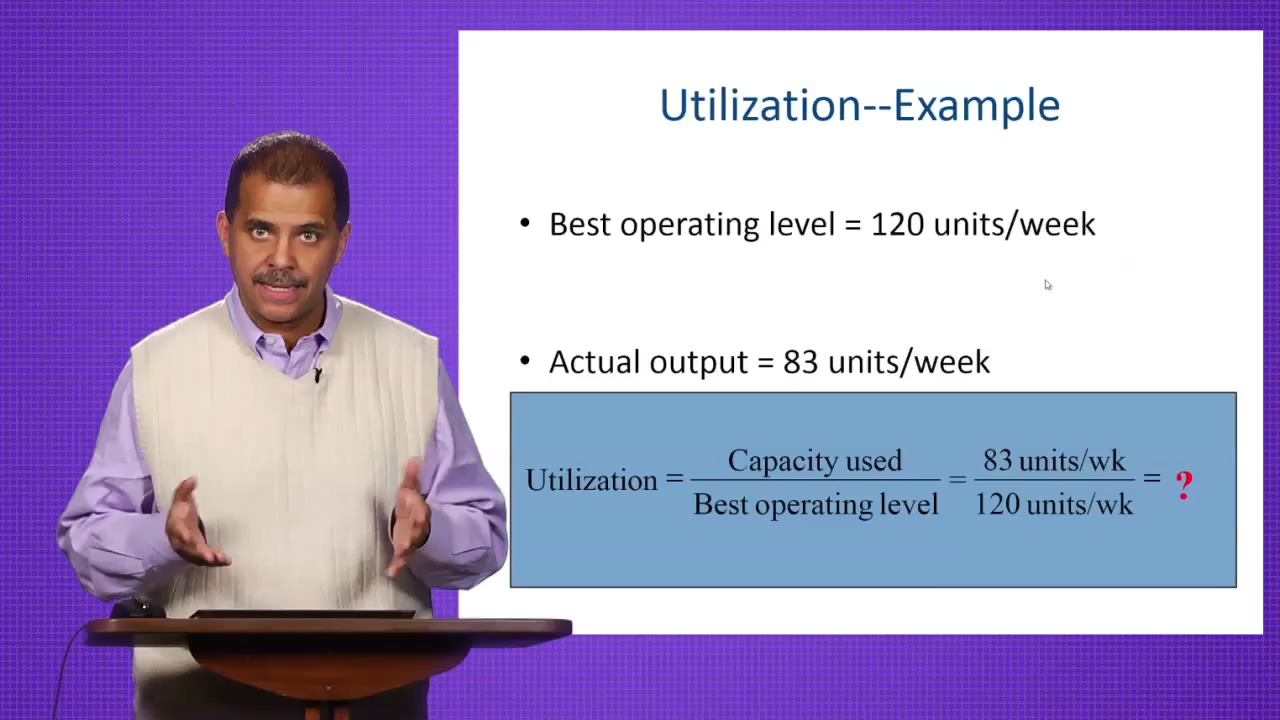 Utilization--Example
• Best operating level = 120 units/week
• Actual output = 83 units/week
Utilization = Capacity used / Best operating level = 83 units/wk / 120 units/wk = ?